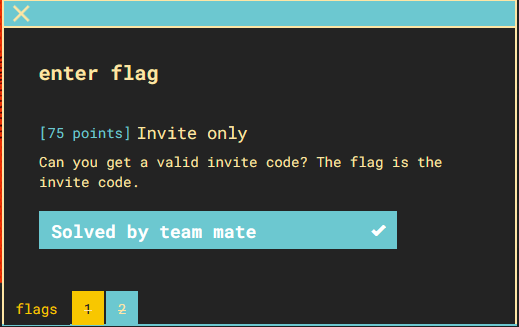 enter flag
[75 points] Invite only
Can you get a valid invite code? The flag is the
invite code.
Solved by team mate
flags 1 2